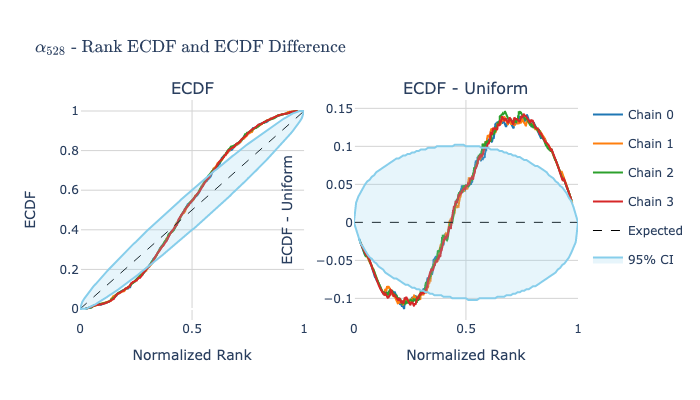 α₅₂₈ - Rank ECDF and ECDF Difference
ECDF
ECDF
1
0.8
0.6
0.4
0.2
0
0
0.5
1
Normalized Rank
ECDF - Uniform
ECDF - Uniform
0.15
0.1
0.05
0
−0.05
−0.1
0
0.5
1
Normalized Rank
Chain 0
Chain 1
Chain 2
Chain 3
Expected
95% CI